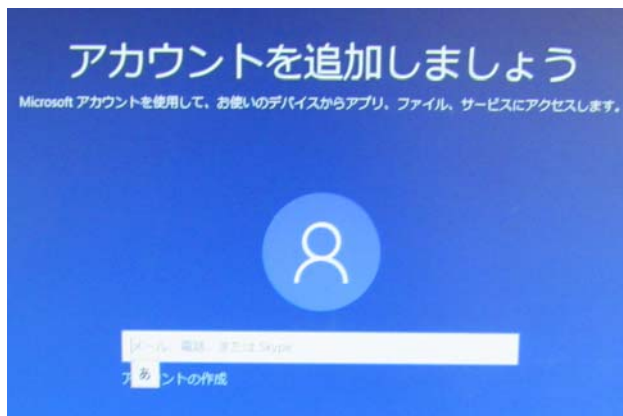 アカウントを追加しましょう
Microsoft アカウントを使用して、お使いのデバイスからアプリ、ファイル、サービスにアクセスします。
メール、電話、または Skype
あ
アカウントの作成